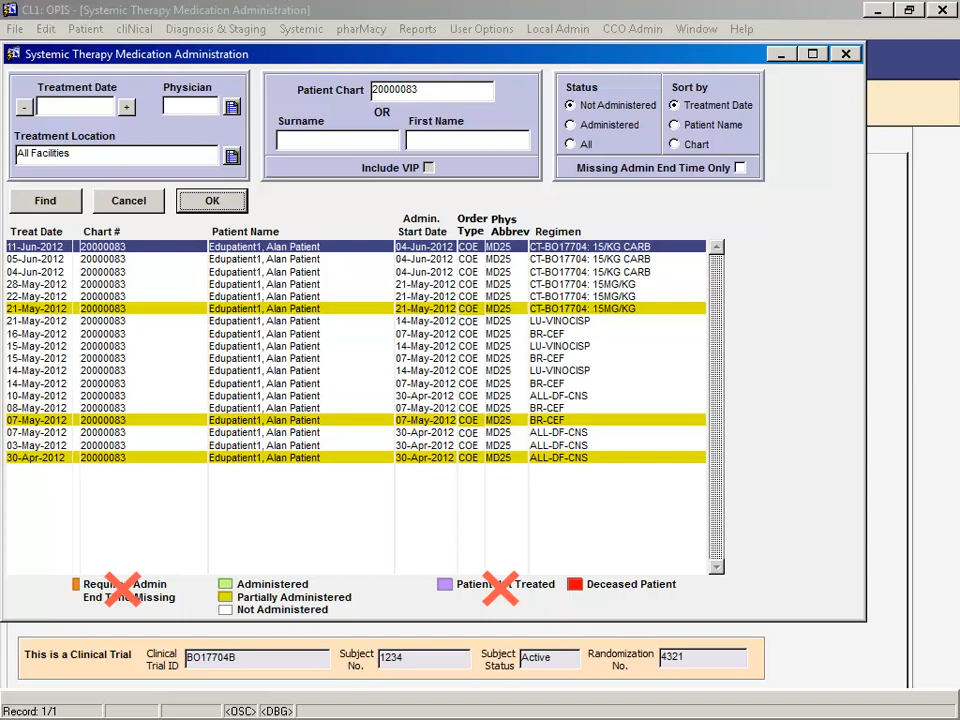 CL1: OPIS - [Systemic Therapy Medication Administration]
File Edit Patient cliNical Diagnosis & Staging Systemic pharMacy Reports User Options Local Admin CCO Admin Window Help
Systemic Therapy Medication Administration
Treatment Date Physician
- +
Treatment Location
All Facilities
Patient Chart 20000083
OR
Surname First Name
Include VIP
Status Sort by
Not Administered Treatment Date
Administered Patient Name
All Chart
Missing Admin End Time Only
Find Cancel OK
Treat Date Chart # Patient Name Admin. Start Date Order Type Phys Abbrev Regimen
11-Jun-2012 20000083 Edupatient1, Alan Patient 04-Jun-2012 COE MD25 CT-BO17704: 15/KG CARB
05-Jun-2012 20000083 Edupatient1, Alan Patient 04-Jun-2012 COE MD25 CT-BO17704: 15/KG CARB
04-Jun-2012 20000083 Edupatient1, Alan Patient 04-Jun-2012 COE MD25 CT-BO17704: 15/KG CARB
28-May-2012 20000083 Edupatient1, Alan Patient 21-May-2012 COE MD25 CT-BO17704: 15MG/KG
22-May-2012 20000083 Edupatient1, Alan Patient 21-May-2012 COE MD25 CT-BO17704: 15MG/KG
21-May-2012 20000083 Edupatient1, Alan Patient 21-May-2012 COE MD25 CT-BO17704: 15MG/KG
21-May-2012 20000083 Edupatient1, Alan Patient 14-May-2012 COE MD25 LU-VINOCISP
16-May-2012 20000083 Edupatient1, Alan Patient 07-May-2012 COE MD25 BR-CEF
15-May-2012 20000083 Edupatient1, Alan Patient 14-May-2012 COE MD25 LU-VINOCISP
15-May-2012 20000083 Edupatient1, Alan Patient 07-May-2012 COE MD25 BR-CEF
14-May-2012 20000083 Edupatient1, Alan Patient 14-May-2012 COE MD25 LU-VINOCISP
14-May-2012 20000083 Edupatient1, Alan Patient 07-May-2012 COE MD25 BR-CEF
10-May-2012 20000083 Edupatient1, Alan Patient 30-Apr-2012 COE MD25 ALL-DF-CNS
08-May-2012 20000083 Edupatient1, Alan Patient 07-May-2012 COE MD25 BR-CEF
07-May-2012 20000083 Edupatient1, Alan Patient 07-May-2012 COE MD25 BR-CEF
07-May-2012 20000083 Edupatient1, Alan Patient 30-Apr-2012 COE MD25 ALL-DF-CNS
03-May-2012 20000083 Edupatient1, Alan Patient 30-Apr-2012 COE MD25 ALL-DF-CNS
30-Apr-2012 20000083 Edupatient1, Alan Patient 30-Apr-2012 COE MD25 ALL-DF-CNS
Admin Administered Patient Treated Deceased Patient
End Missing Partially Administered
Not Administered
This is a Clinical Trial Clinical Trial ID BO17704B Subject No. 1234 Subject Status Active Randomization No. 4321
Record: 1/1 <OSC> <DBG>